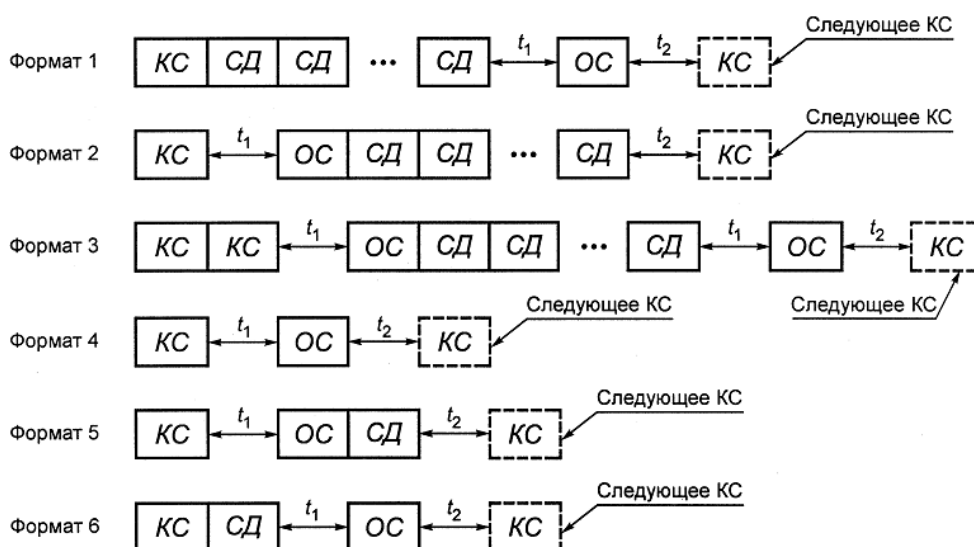 Следующее КС
Формат 1 КС СД СД ••• СД t₁ ОС t₂ КС
Следующее КС
Формат 2 КС t₁ ОС СД СД ••• СД t₂ КС
Формат 3 КС КС t₁ ОС СД СД ••• СД t₁ ОС t₂ КС
Следующее КС Следующее КС
Формат 4 КС t₁ ОС t₂ КС
Следующее КС
Формат 5 КС t₁ ОС СД t₂ КС
Следующее КС
Формат 6 КС СД t₁ ОС t₂ КС